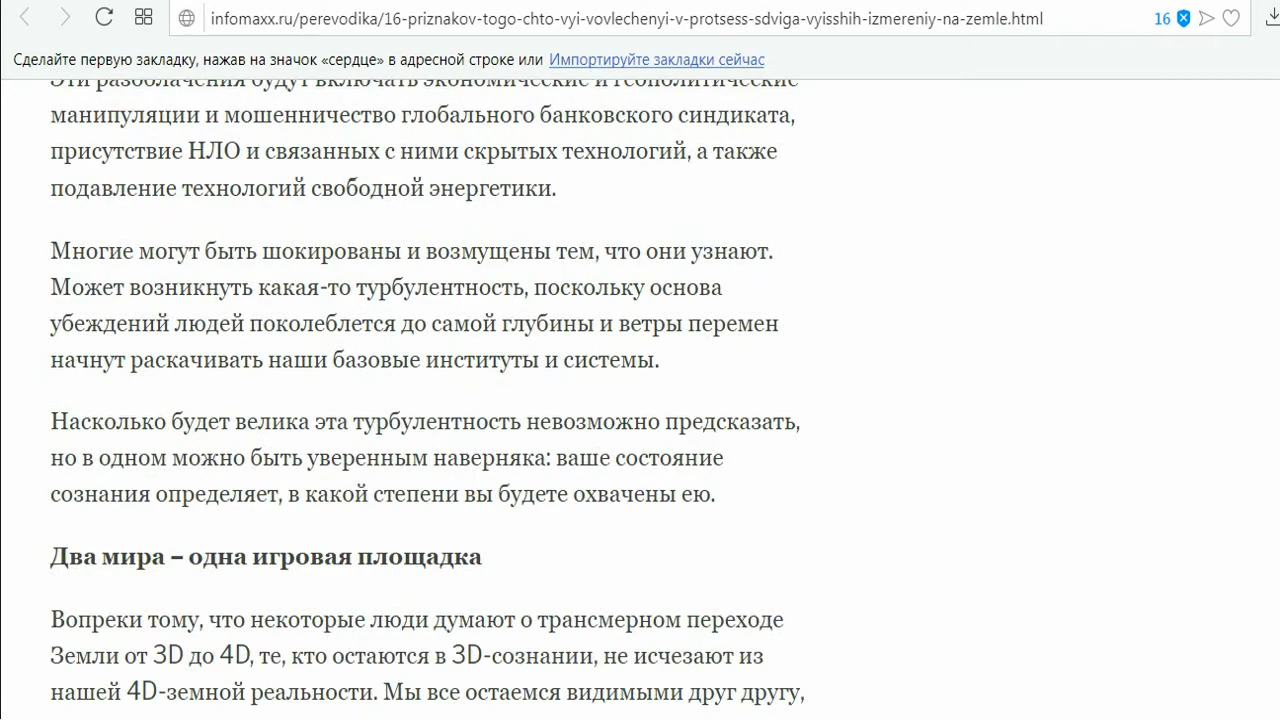 infomaxx.ru/perevodika/16-priznakov-togo-chto-vyi-vovlechenyi-v-protsess-sdviga-vyisshih-izmereniy-na-zemle.html 16
Сделайте первую закладку, нажав на значок «сердце» в адресной строке или Импортируйте закладки сейчас
Эти разоблачения будут включать экономические и геополитические
манипуляции и мошенничество глобального банковского синдиката,
присутствие НЛО и связанных с ними скрытых технологий, а также
подавление технологий свободной энергетики.
Многие могут быть шокированы и возмущены тем, что они узнают.
Может возникнуть какая-то турбулентность, поскольку основа
убеждений людей поколеблется до самой глубины и ветры перемен
начнут раскачивать наши базовые институты и системы.
Насколько будет велика эта турбулентность невозможно предсказать,
но в одном можно быть уверенным наверняка: ваше состояние
сознания определяет, в какой степени вы будете охвачены ею.
Два мира – одна игровая площадка
Вопреки тому, что некоторые люди думают о трансмерном переходе
Земли от 3D до 4D, те, кто остаются в 3D-сознании, не исчезают из
нашей 4D-земной реальности. Мы все остаемся видимыми друг другу,